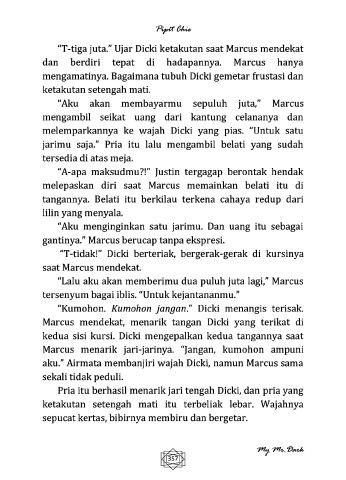 Pipit Chie
“T-tiga juta.” Ujar Dicki ketakutan saat Marcus mendekat
dan berdiri tepat di hadapannya. Marcus hanya
mengamatinya. Bagaimana tubuh Dicki gemetar frustasi dan
ketakutan setengah mati.
“Aku akan membayarmu sepuluh juta,” Marcus
mengambil seikat uang dari kantung celananya dan
melemparkannya ke wajah Dicki yang pias. “Untuk satu
jarimu saja.” Pria itu lalu mengambil belati yang sudah
tersedia di atas meja.
“A-apa maksudmu?!” Justin tergagap berontak hendak
melepaskan diri saat Marcus memainkan belati itu di
tangannya. Belati itu berkilau terkena cahaya redup dari
lilin yang menyala.
“Aku menginginkan satu jarimu. Dan uang itu sebagai
gantinya.” Marcus berucap tanpa ekspresi.
“T-tidak!” Dicki berteriak, bergerak-gerak di kursinya
saat Marcus mendekat.
“Lalu aku akan memberimu dua puluh juta lagi,” Marcus
tersenyum bagai iblis. “Untuk kejantananmu.”
“Kumohon. Kumohon jangan.” Dicki menangis terisak.
Marcus mendekat, menarik tangan Dicki yang terikat di
kedua sisi kursi. Dicki mengepalkan kedua tangannya saat
Marcus menarik jari-jarinya. “Jangan, kumohon ampuni
aku.” Airmata membanjiri wajah Dicki, namun Marcus sama
sekali tidak peduli.
Pria itu berhasil menarik jari tengah Dicki, dan pria yang
ketakutan setengah mati itu terbeliak lebar. Wajahnya
sepucat kertas, bibirnya membiru dan bergetar.
My Mr. Dark
357